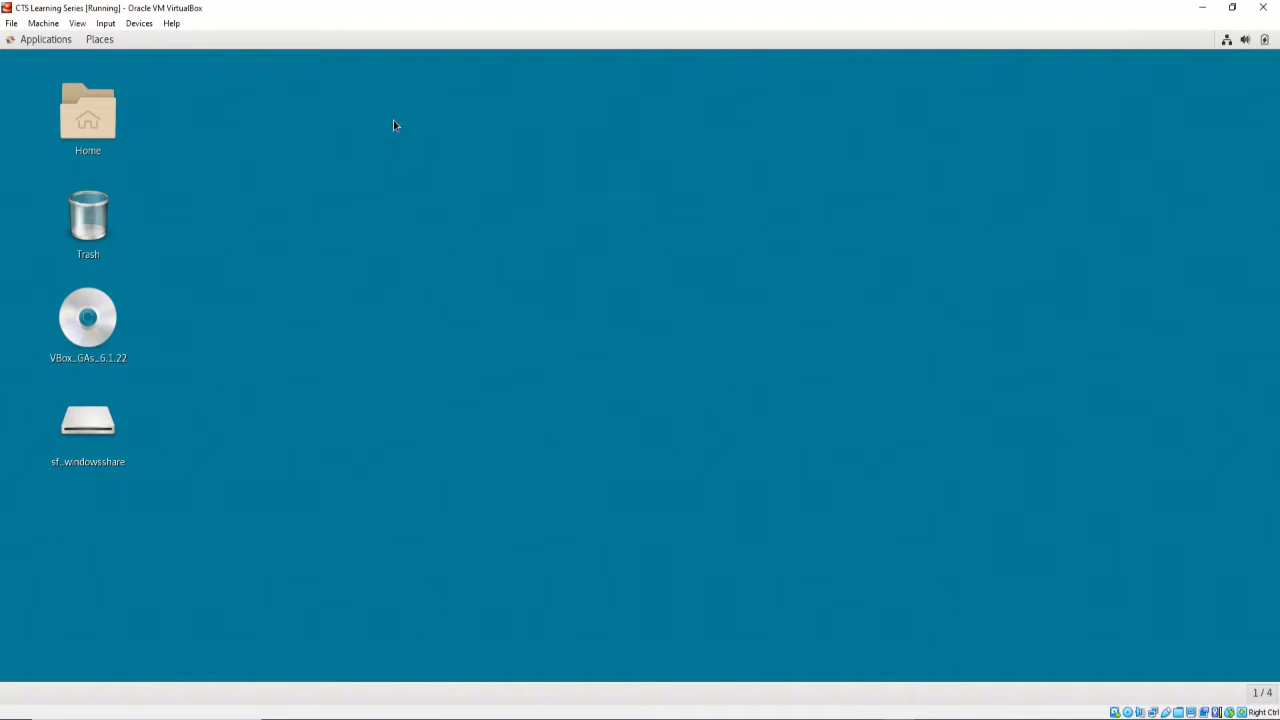 CTS Learning Series [Running] - Oracle VM VirtualBox
File Machine View Input Devices Help
Applications Places
Home
Trash
VBox_GAs_6.1.22
sf_windowsshare
1 / 4
Right Ctrl